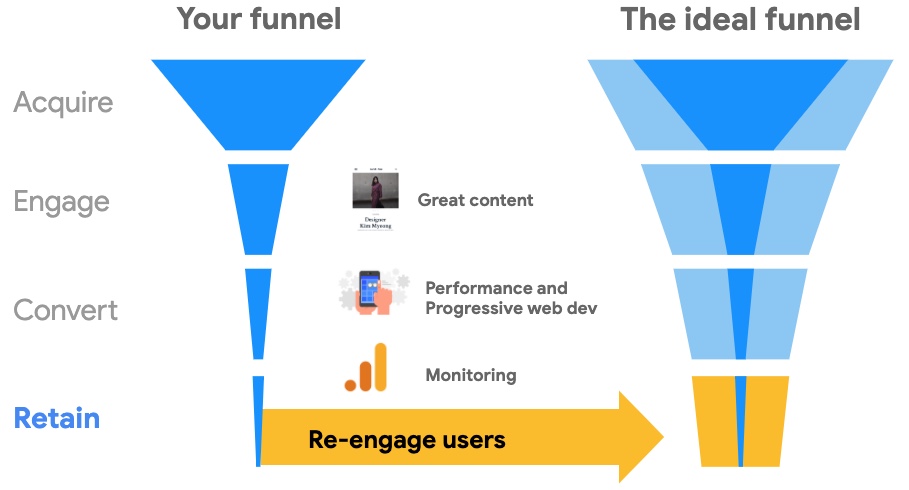 Your funnel
The ideal funnel
Acquire
Engage
Designer
Kim Myeong
Great content
Convert
Performance and
Progressive web dev
Monitoring
Retain
Re-engage users